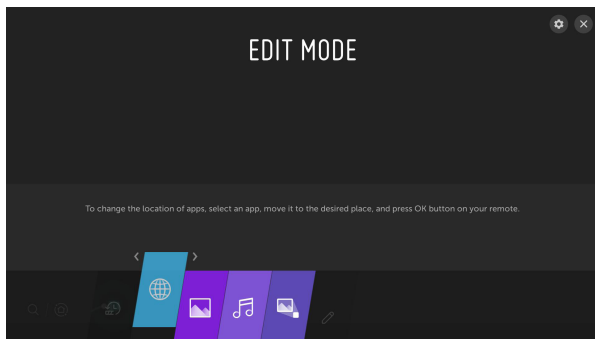 EDIT MODE
To change the location of apps, select an app, move it to the desired place, and press OK button on your remote.